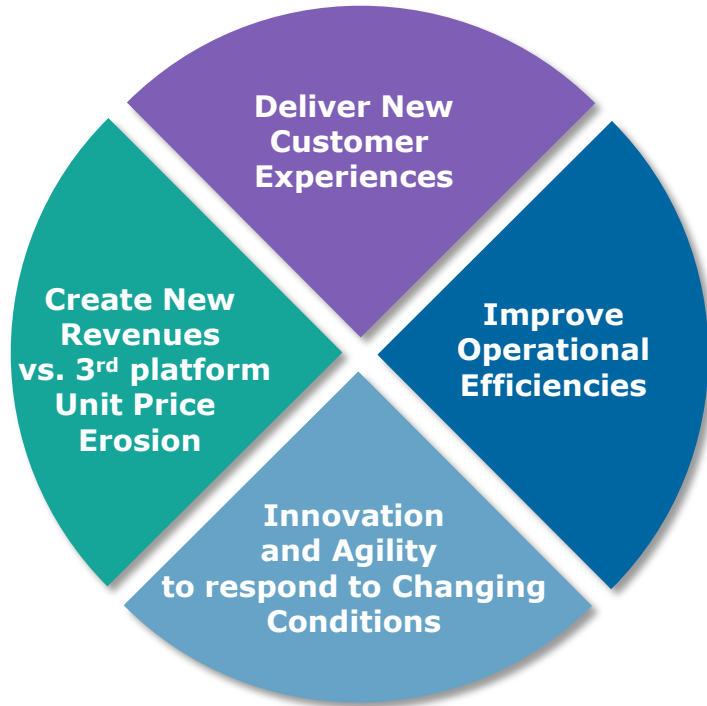 Deliver New
Customer
Experiences
Create New
Revenues
vs. 3rd platform
Unit Price
Erosion
Improve
Operational
Efficiencies
Innovation
and Agility
to respond to Changing
Conditions